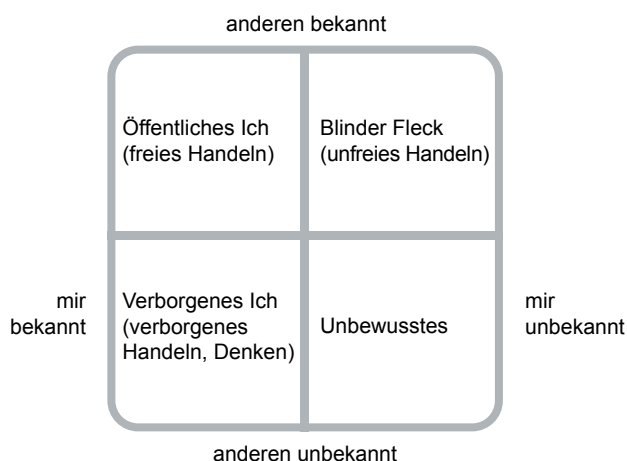 anderen bekannt
Öffentliches Ich
(freies Handeln)
Blinder Fleck
(unfreies Handeln)
mir
bekannt
Verborgenes Ich
(verborgenes
Handeln, Denken)
Unbewusstes
mir
unbekannt
anderen unbekannt